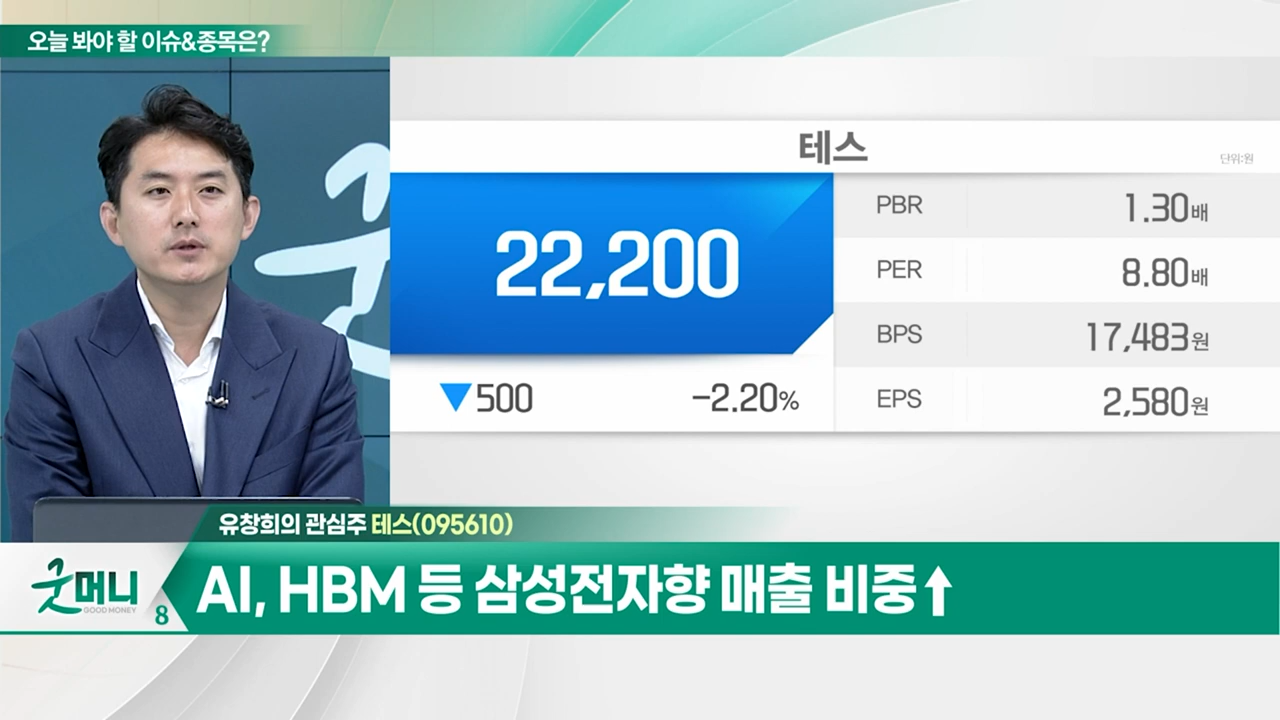 오늘 봐야 할 이슈&종목은?
테스
단위:원
22,200
▼500 -2.20%
PBR 1.30배
PER 8.80배
BPS 17,483원
EPS 2,580원
유창희의 관심주 테스(095610)
굿머니
GOOD MONEY
8
AI, HBM 등 삼성전자향 매출 비중↑